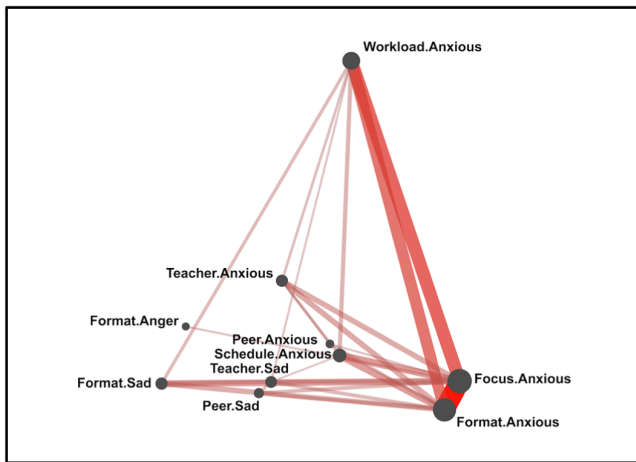 Workload.Anxious
Teacher.Anxious
Format.Anger
Peer.Anxious
Schedule.Anxious
Teacher.Sad
Format.Sad
Focus.Anxious
Peer.Sad
Format.Anxious